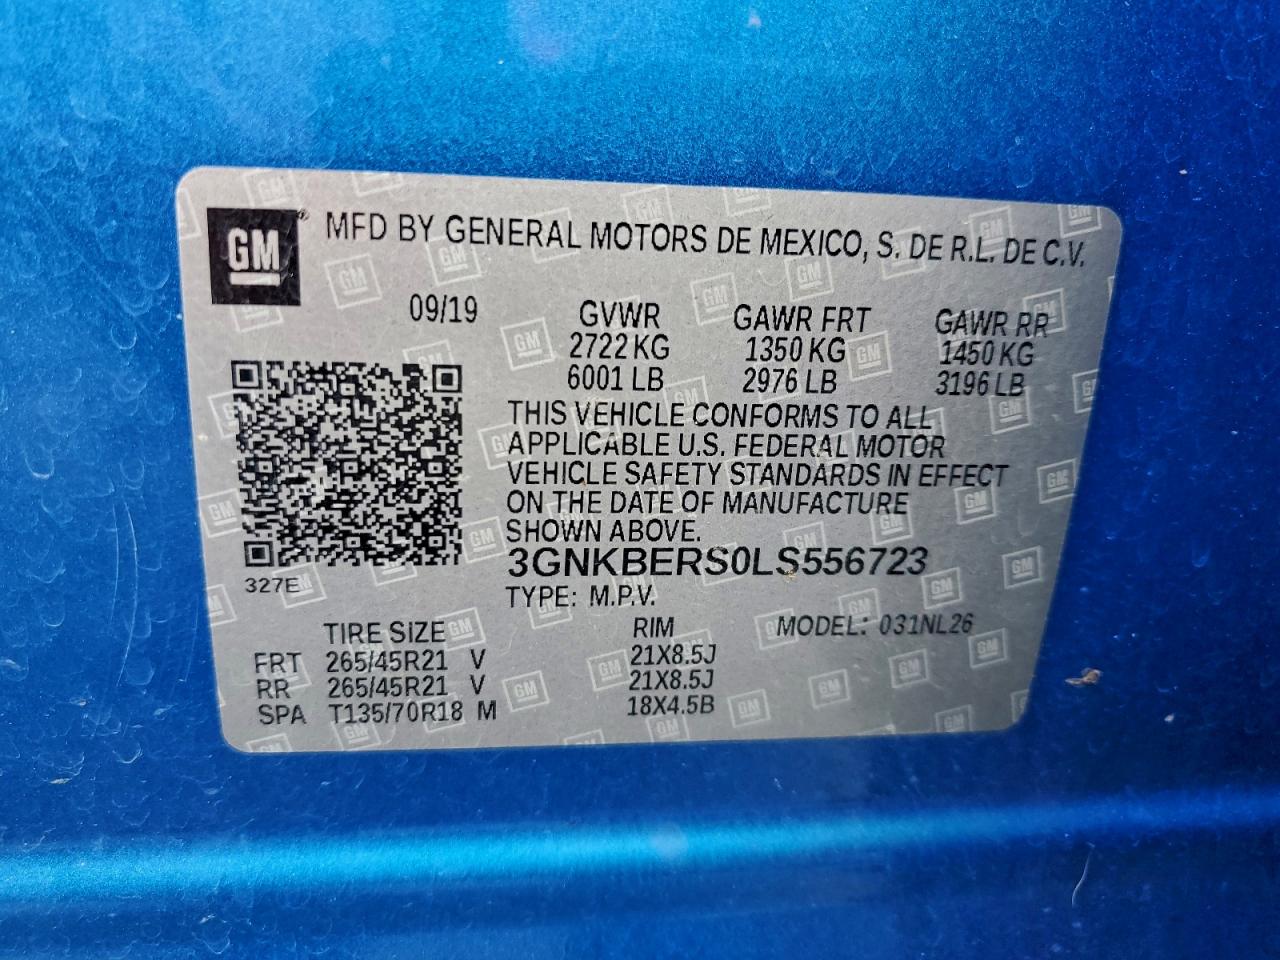 GM® MFD BY GENERAL MOTORS DE MEXICO, S. DE R.L. DE C.V.
09/19 GVWR GAWR FRT GAWR RR
2722 KG 1350 KG 1450 KG
6001 LB 2976 LB 3196 LB
THIS VEHICLE CONFORMS TO ALL
APPLICABLE U.S. FEDERAL MOTOR
VEHICLE SAFETY STANDARDS IN EFFECT
ON THE DATE OF MANUFACTURE
SHOWN ABOVE.
3GNKBERS0LS556723
327E TYPE: M.P.V.
TIRE SIZE RIM MODEL: 031NL26
FRT 265/45R21 V 21X8.5J
RR 265/45R21 V 21X8.5J
SPA T135/70R18 M 18X4.5B